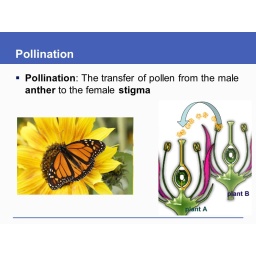 Pollination
Pollination: The transfer of pollen from the male
anther to the female stigma
plant B
plant A